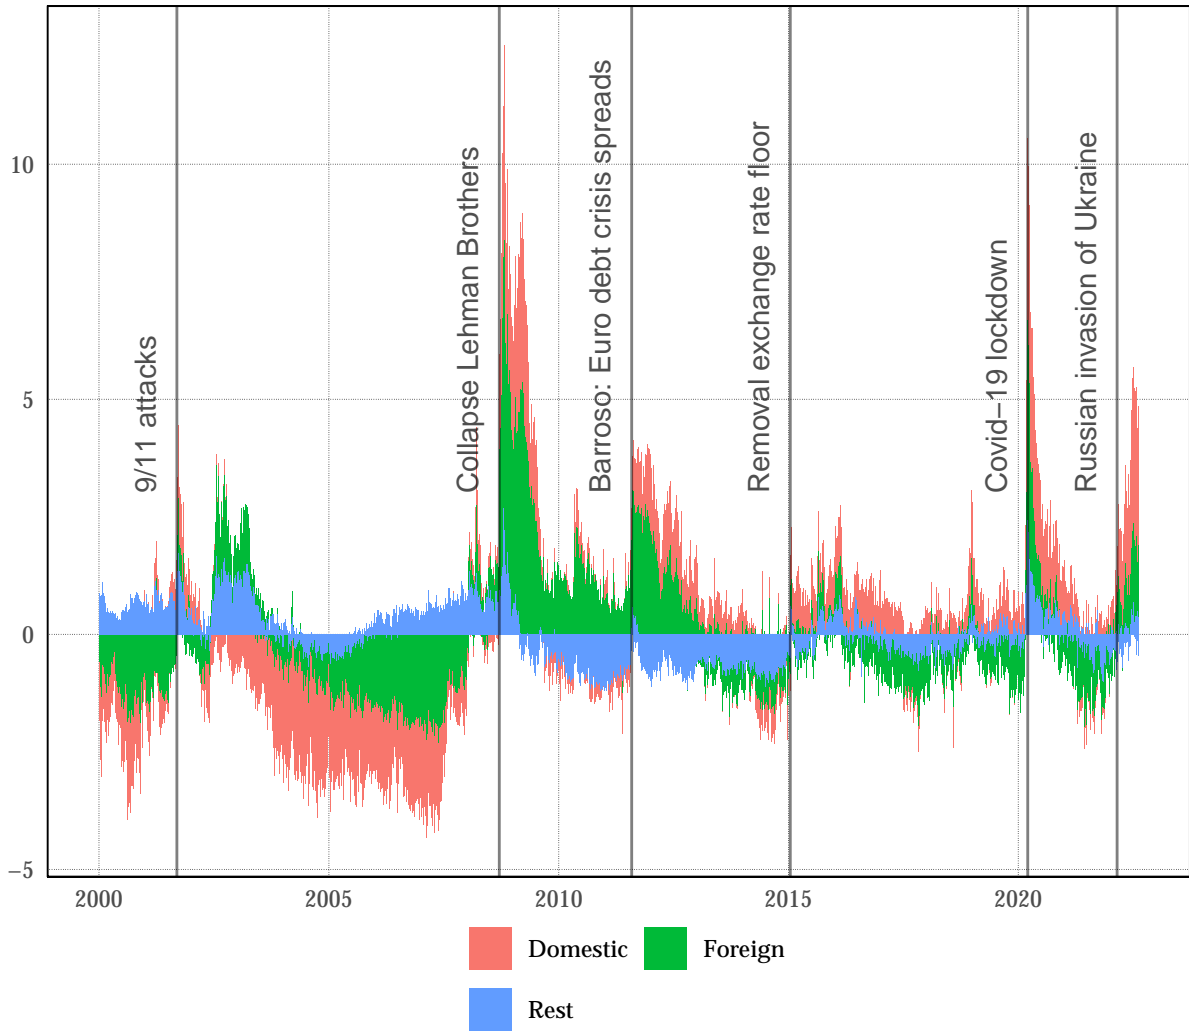 10
5
0
−5
9/11 attacks
Collapse Lehman Brothers
Barroso: Euro debt crisis spreads
Removal exchange rate floor
Covid−19 lockdown
Russian invasion of Ukraine
2000 2005 2010 2015 2020
Domestic Foreign
Rest